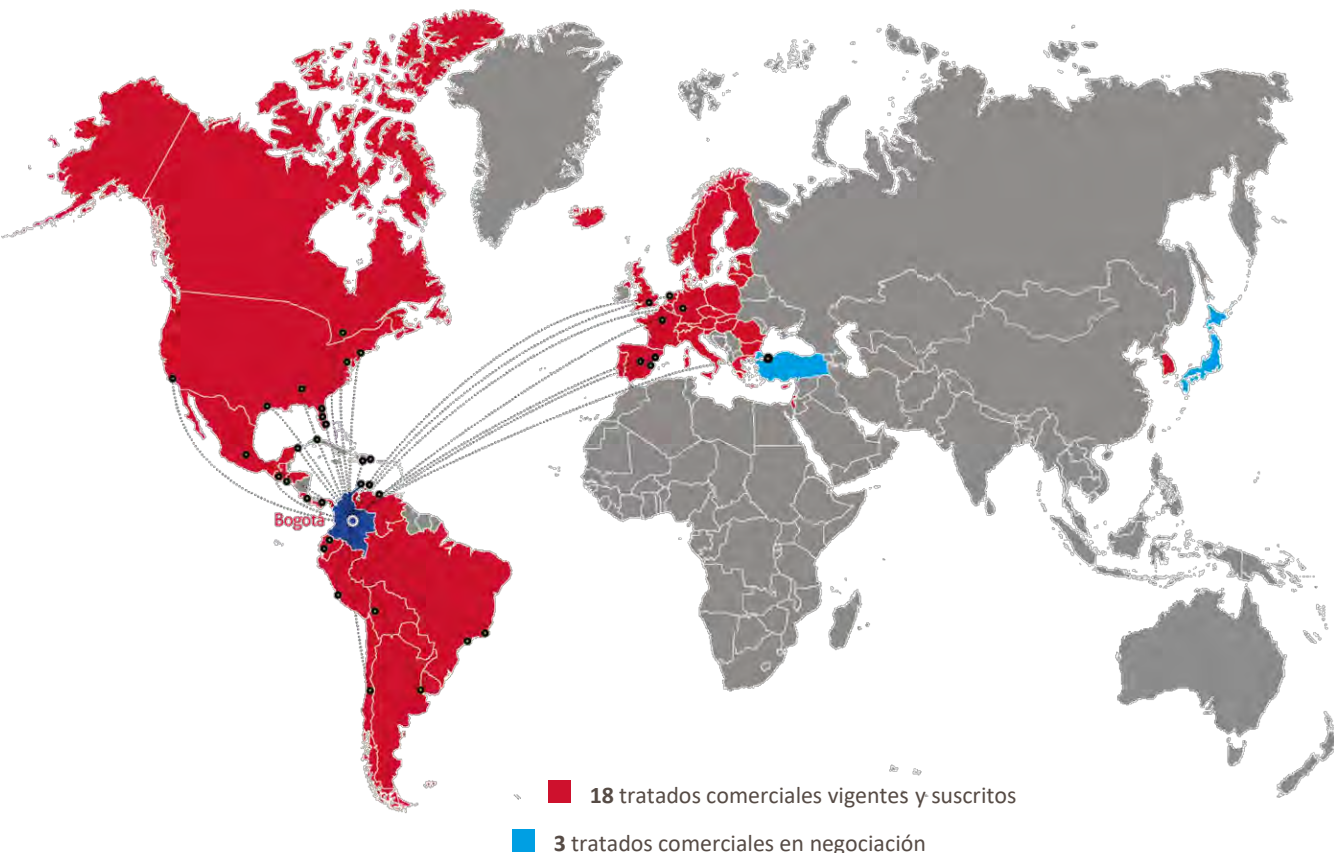 Bogotá
18 tratados comerciales vigentes y suscritos
3 tratados comerciales en negociación